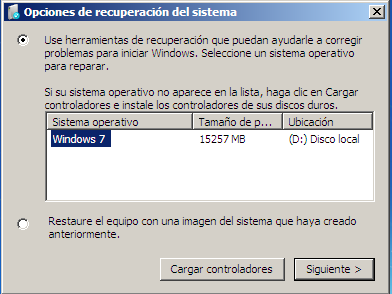 Opciones de recuperación del sistema
Use herramientas de recuperación que puedan ayudarle a corregir
problemas para iniciar Windows. Seleccione un sistema operativo
para reparar.
Si su sistema operativo no aparece en la lista, haga clic en Cargar
controladores e instale los controladores de sus discos duros.
Sistema operativo Tamaño de p... Ubicación
Windows 7 15257 MB (D:) Disco local
Restaure el equipo con una imagen del sistema que haya creado
anteriormente.
Cargar controladores Siguiente >